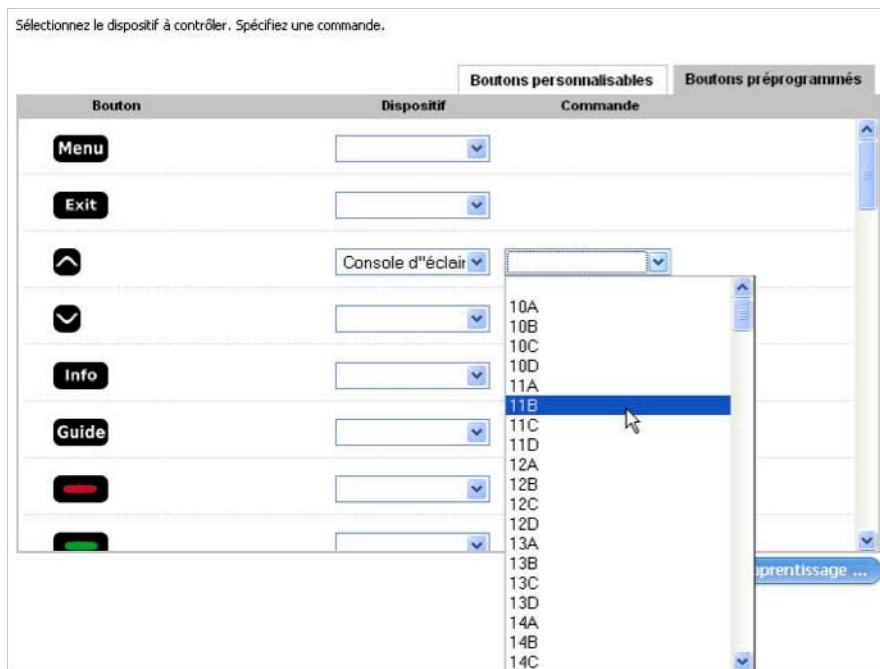 Sélectionnez le dispositif à contrôler. Spécifiez une commande.
Boutons personnalisables Boutons préprogrammés
Bouton Dispositif Commande
Menu
Exit
Console d''éclair
10A
10B
10C
10D
11A
11B
11C
11D
12A
12B
12C
12D
13A
13B
13C
13D
14A
14B
14C
Info
Guide
prentissage ...